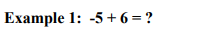 Example 1:  -5 + 6 = ?